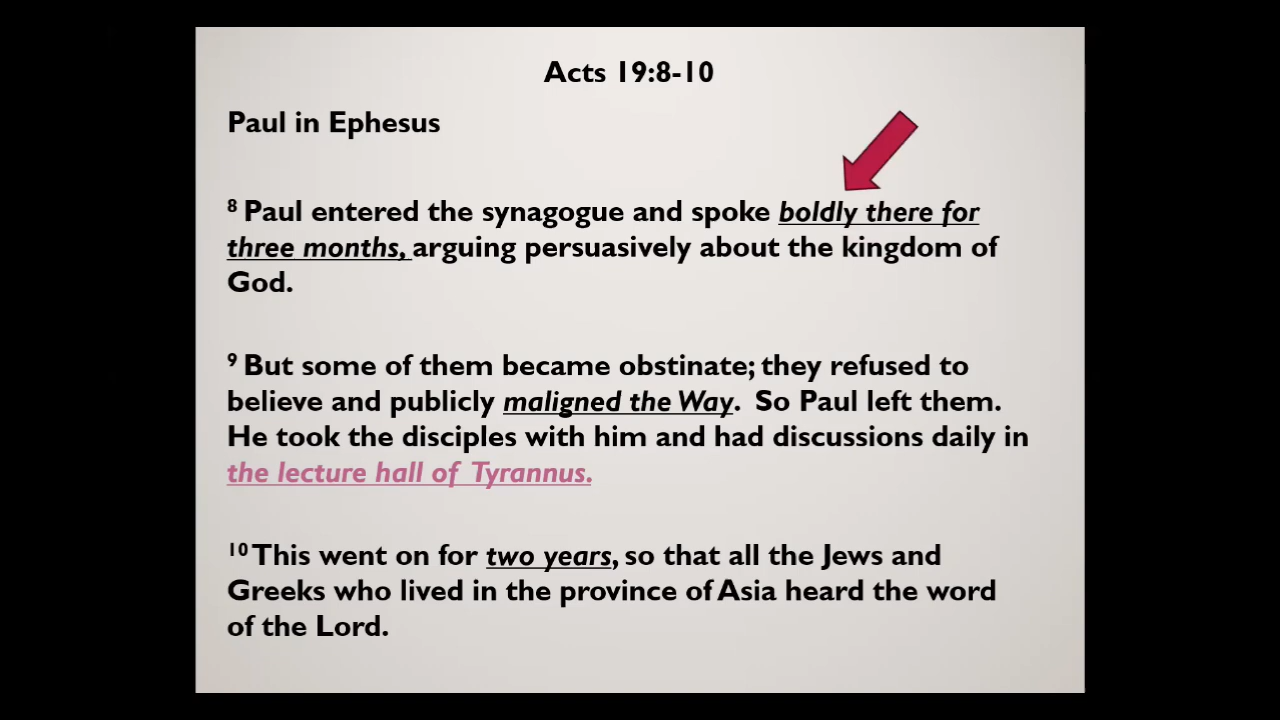 Acts 19:8-10
Paul in Ephesus
8 Paul entered the synagogue and spoke boldly there for
three months, arguing persuasively about the kingdom of
God.
9 But some of them became obstinate; they refused to
believe and publicly maligned the Way.  So Paul left them.
He took the disciples with him and had discussions daily in
the lecture hall of Tyrannus.
10 This went on for two years, so that all the Jews and
Greeks who lived in the province of Asia heard the word
of the Lord.